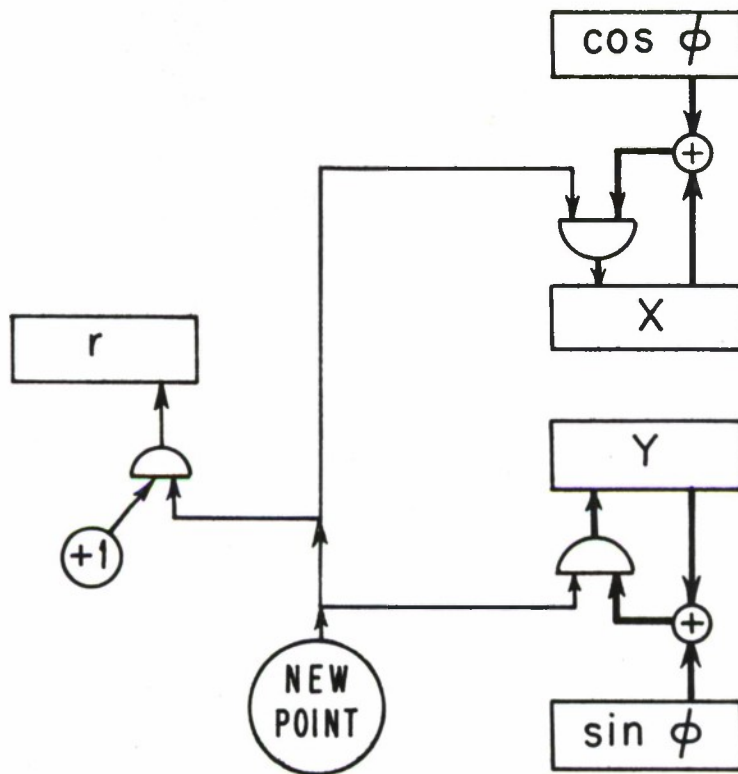 cos ϕ
+
X
r
Y
+1
+
NEW
POINT
sin ϕ